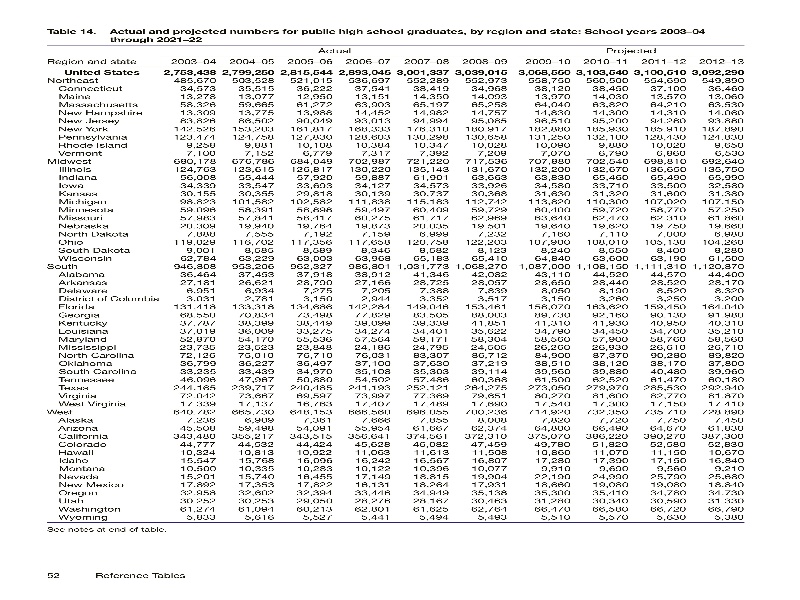 Table 14. Actual and projected numbers for public high school graduates, by region and state: School years 2003–04
through 2021–22
Actual Projected
Region and state 2003–04 2004–05 2005–06 2006–07 2007–08 2008–09 2009–10 2010–11 2011–12 2012–13
United States 2,753,438 2,799,250 2,815,544 2,893,045 3,001,337 3,039,015 3,068,550 3,103,540 3,100,510 3,092,290
Northeast 485,670 503,528 521,015 536,697 552,289 552,973 558,750 560,500 554,690 549,890
Connecticut 34,573 35,515 36,222 37,541 38,419 34,968 38,120 38,450 37,100 36,460
Maine 13,278 13,077 12,950 13,151 14,350 14,093 13,970 14,030 13,570 13,060
Massachusetts 58,326 59,665 61,272 63,903 65,197 65,258 64,040 63,820 64,210 63,530
New Hampshire 13,309 13,775 13,988 14,452 14,982 14,757 14,830 14,300 14,310 14,080
New Jersey 83,826 86,502 90,049 93,013 94,994 95,085 96,510 95,200 94,260 93,880
New York 142,526 153,203 161,817 168,333 176,310 180,917 182,880 185,930 185,910 187,890
Pennsylvania 123,474 124,758 127,830 128,603 130,298 130,658 131,250 132,100 128,430 124,830
Rhode Island 9,258 9,881 10,108 10,384 10,347 10,028 10,090 9,880 10,020 9,650
Vermont 7,100 7,152 6,779 7,317 7,392 7,209 7,070 6,790 6,860 6,530
Midwest 680,178 676,786 684,049 702,987 721,220 717,536 707,880 702,540 698,810 692,640
Illinois 124,763 123,615 126,817 130,220 135,143 131,670 132,200 132,670 136,650 135,750
Indiana 56,008 55,444 57,920 59,887 61,901 63,663 63,830 65,460 65,490 65,990
Iowa 34,339 33,547 33,693 34,127 34,573 33,926 34,580 33,710 33,500 32,580
Kansas 30,155 30,355 29,818 30,139 30,737 30,368 31,630 31,320 31,600 31,380
Michigan 98,823 101,582 102,582 111,838 115,183 112,742 113,820 110,300 107,020 107,150
Minnesota 59,096 58,391 58,898 59,497 60,409 59,729 60,400 59,720 58,770 57,250
Missouri 57,983 57,841 58,417 60,275 61,717 62,969 63,640 62,470 62,310 61,860
Nebraska 20,309 19,940 19,764 19,873 20,035 19,501 19,640 19,620 19,750 19,660
North Dakota 7,888 7,555 7,192 7,159 6,999 7,232 7,160 7,110 7,000 6,980
Ohio 119,029 116,702 117,356 117,658 120,758 122,203 107,900 108,010 105,130 104,260
South Dakota 9,001 8,585 8,589 8,346 8,582 8,123 8,240 8,550 8,400 8,280
Wisconsin 62,784 63,229 63,003 63,968 65,183 65,410 64,840 63,600 63,190 61,500
South 946,808 953,206 962,327 986,801 1,031,773 1,068,270 1,087,000 1,108,150 1,111,310 1,120,870
Alabama 36,464 37,453 37,918 38,912 41,346 42,082 43,110 44,520 44,570 44,400
Arkansas 27,181 26,621 28,790 27,166 28,725 28,057 28,650 28,440 28,520 28,170
Delaware 6,951 6,934 7,275 7,205 7,388 7,839 8,050 8,190 8,520 8,320
District of Columbia 3,031 2,781 3,150 2,944 3,352 3,517 3,150 3,260 3,250 3,200
Florida 131,418 133,318 134,686 142,284 149,046 153,461 156,070 163,620 159,450 164,040
Georgia 68,550 70,834 73,498 77,829 83,505 88,003 89,730 92,160 90,130 91,980
Kentucky 37,787 38,399 38,449 39,099 39,339 41,851 41,310 41,930 40,950 40,310
Louisiana 37,019 36,009 33,275 34,274 34,401 35,622 34,790 34,450 34,700 35,510
Maryland 52,870 54,170 55,536 57,564 59,171 58,304 58,560 57,900 58,760 58,560
Mississippi 23,735 23,523 23,848 24,186 24,795 24,505 26,250 26,930 26,610 26,710
North Carolina 72,126 75,010 76,710 76,031 83,307 86,712 84,900 87,370 90,280 89,820
Oklahoma 36,799 36,227 36,497 37,100 37,630 37,219 38,510 38,120 38,170 37,800
South Carolina 33,235 33,439 34,970 35,108 35,303 39,114 39,560 39,880 40,480 39,960
Tennessee 46,096 47,967 50,880 54,502 57,486 60,368 61,500 62,520 61,470 60,180
Texas 244,165 239,717 240,485 241,193 252,121 264,275 273,050 279,970 285,530 292,940
Virginia 72,042 73,667 69,597 73,997 77,369 79,651 80,270 81,600 82,770 81,870
West Virginia 17,339 17,137 16,763 17,407 17,489 17,690 17,540 17,300 17,150 17,410
West 640,782 665,730 648,153 666,560 696,055 700,236 714,920 732,350 735,710 728,890
Alaska 7,236 6,909 7,361 7,666 7,855 8,008 7,820 7,720 7,750 7,450
Arizona 45,508 59,498 54,091 55,954 61,667 62,374 64,800 66,490 64,670 61,830
California 343,480 355,217 343,515 356,641 374,561 372,310 375,070 396,220 390,270 387,300
Colorado 44,777 44,532 44,424 45,628 46,082 47,459 49,780 51,820 52,580 52,830
Hawaii 10,324 10,813 10,922 11,063 11,613 11,508 10,860 11,070 11,150 10,670
Idaho 15,547 15,768 16,096 16,242 16,567 16,807 17,280 17,390 17,150 16,840
Montana 10,500 10,335 10,283 10,122 10,396 10,077 9,910 9,690 9,560 9,210
Nevada 15,201 15,740 16,455 17,149 18,815 19,904 22,190 24,990 25,790 25,680
New Mexico 17,892 17,353 17,822 16,131 18,264 17,931 18,660 19,080 19,080 18,840
Oregon 32,958 32,602 32,394 33,446 34,949 35,138 35,300 35,410 34,780 34,730
Utah 30,252 30,253 29,050 28,276 28,167 30,463 31,280 30,340 30,590 31,330
Washington 61,274 61,094 60,213 62,801 61,625 62,764 66,470 66,580 66,720 66,790
Wyoming 5,833 5,616 5,527 5,441 5,494 5,493 5,510 5,570 5,630 5,380
See notes at end of table.
52 Reference Tables